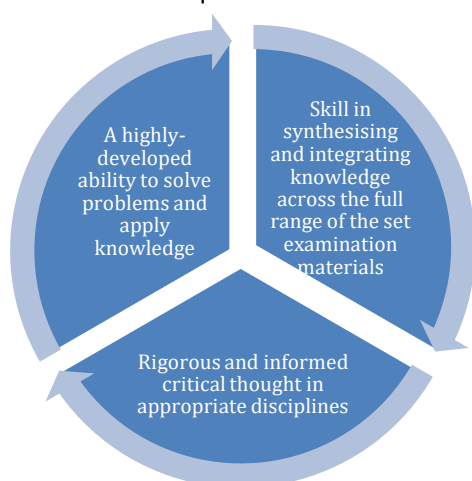 A highly-
developed
ability to solve
problems and
apply
knowledge
Skill in
synthesising
and integrating
knowledge
across the full
range of the set
examination
materials
Rigorous and informed
critical thought in
appropriate disciplines